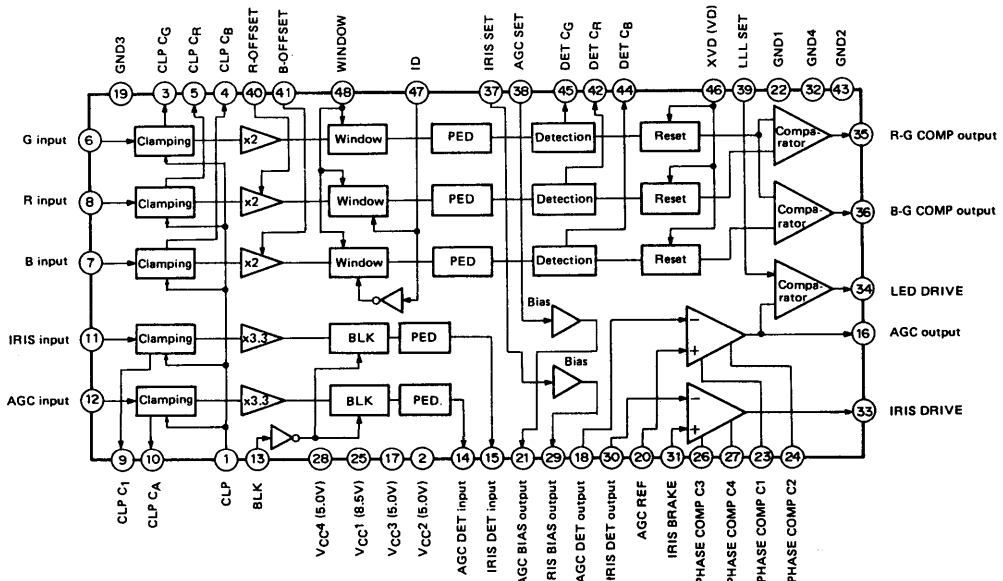 GND3
CLP CG
CLP CR
CLP CB
R-OFFSET
B-OFFSET
WINDOW
ID
IRIS SET
AGC SET
DET CG
DET CR
DET CB
XVD (VD)
LLL SET
GND1
GND4
GND2
19 3 5 4 40 41 48 47 37 38 45 42 44 46 39 22 32 43
G input 6 Clamping x2 Window PED Detection Reset Compa-rator 35 R-G COMP output
R input 8 Clamping x2 Window PED Detection Reset Compa-rator 36 B-G COMP output
B input 7 Clamping x2 Window PED Detection Reset Compa-rator 34 LED DRIVE
IRIS input 11 Clamping x3.3 BLK PED Bias − + 16 AGC output
AGC input 12 Clamping x3.3 BLK PED. Bias − + 33 IRIS DRIVE
9 10 1 13 28 25 17 2 14 15 21 29 18 30 20 31 26 27 23 24
CLP C1
CLP CA
CLP
BLK
VCC4 (5.0V)
VCC1 (8.5V)
VCC3 (5.0V)
VCC2 (5.0V)
AGC DET input
IRIS DET input
AGC BIAS output
IRIS BIAS output
AGC DET output
IRIS DET output
AGC REF
IRIS BRAKE
PHASE COMP C3
PHASE COMP C4
PHASE COMP C1
PHASE COMP C2